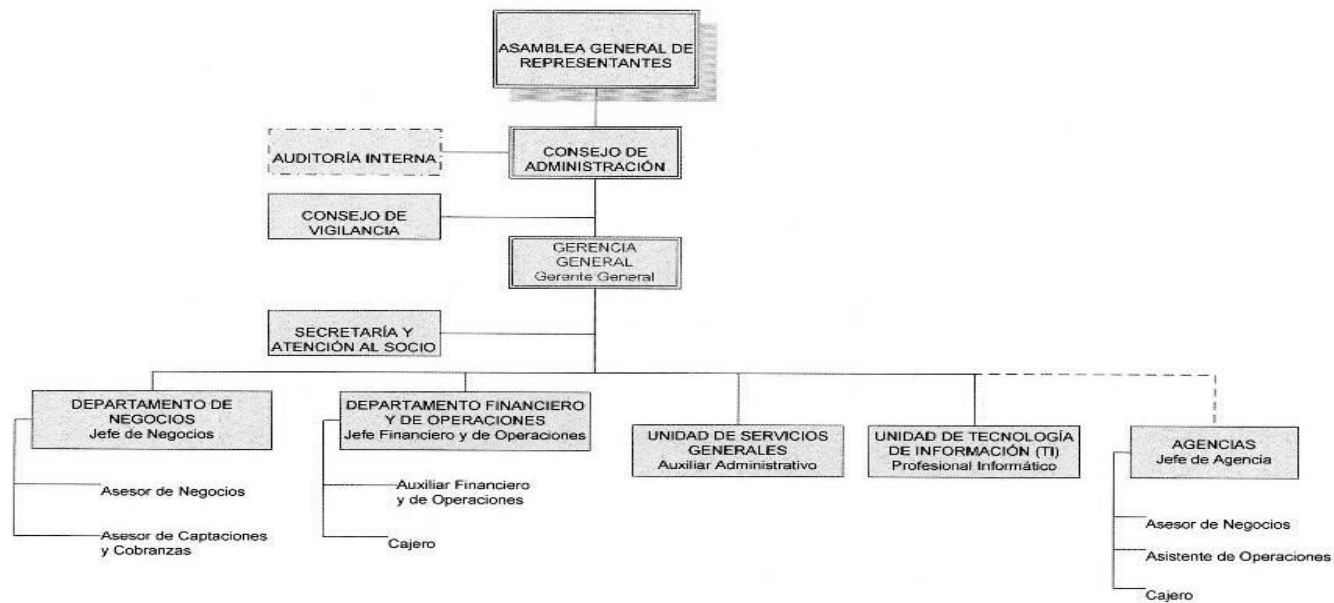 ASAMBLEA GENERAL DE
REPRESENTANTES
AUDITORÍA INTERNA
CONSEJO DE
ADMINISTRACIÓN
CONSEJO DE
VIGILANCIA
GERENCIA
GENERAL
Gerente General
SECRETARÍA Y
ATENCIÓN AL SOCIO
DEPARTAMENTO DE
NEGOCIOS
Jefe de Negocios
Asesor de Negocios
Asesor de Captaciones
y Cobranzas
DEPARTAMENTO FINANCIERO
Y DE OPERACIONES
Jefe Financiero y de Operaciones
Auxiliar Financiero
y de Operaciones
Cajero
UNIDAD DE SERVICIOS
GENERALES
Auxiliar Administrativo
UNIDAD DE TECNOLOGÍA
DE INFORMACIÓN (TI)
Profesional Informático
AGENCIAS
Jefe de Agencia
Asesor de Negocios
Asistente de Operaciones
Cajero